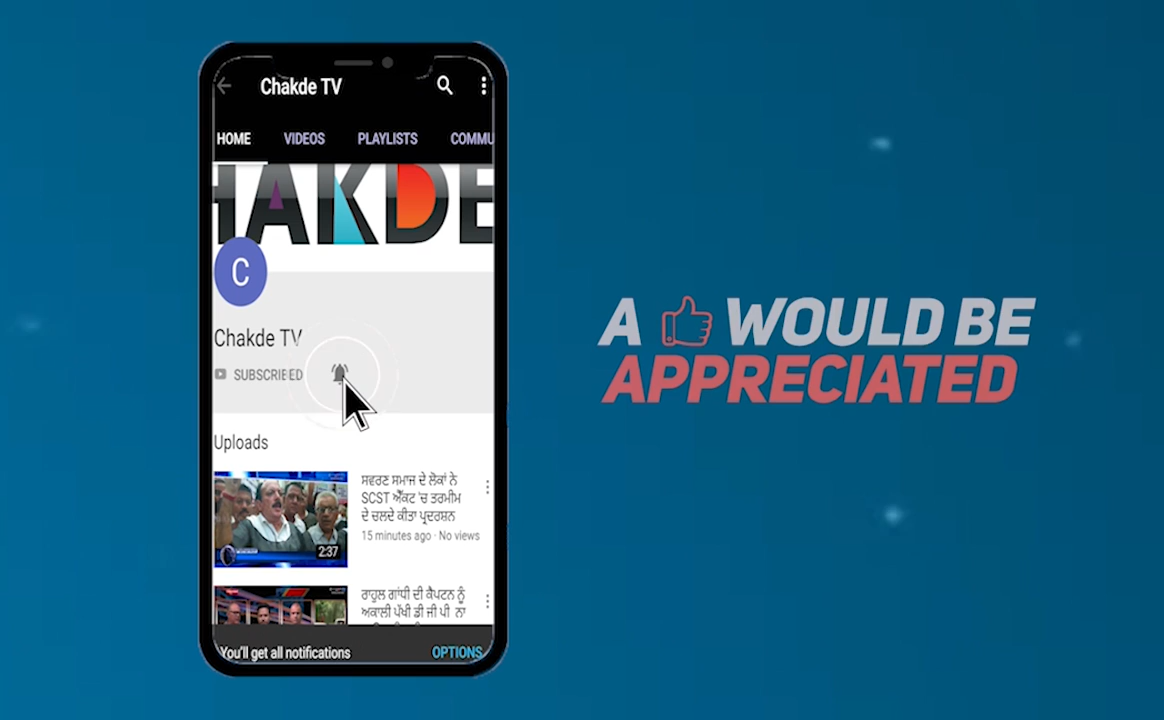 Chakde TV
HOME VIDEOS PLAYLISTS COMMU
HAKDE
C
Chakde TV
SUBSCRIBED
Uploads
ਸਵਰਣ ਸਮਾਜ ਦੇ ਲੋਕਾਂ ਨੇ
SCST ਐੱਕਟ 'ਚ ਤਰਮੀਮ
ਦੇ ਚਲਦੇ ਕੀਤਾ ਪ੍ਰਦਰਸ਼ਨ
15 minutes ago · No views
2:37
ਰਾਹੁਲ ਗਾਂਧੀ ਦੀ ਕੈਪਟਨ ਨੂੰ
ਅਕਾਲੀ ਪੱਖੀ ਡੀ ਜੀ ਪੀ ਨਾ
You'll get all notifications OPTIONS
A WOULD BE
APPRECIATED